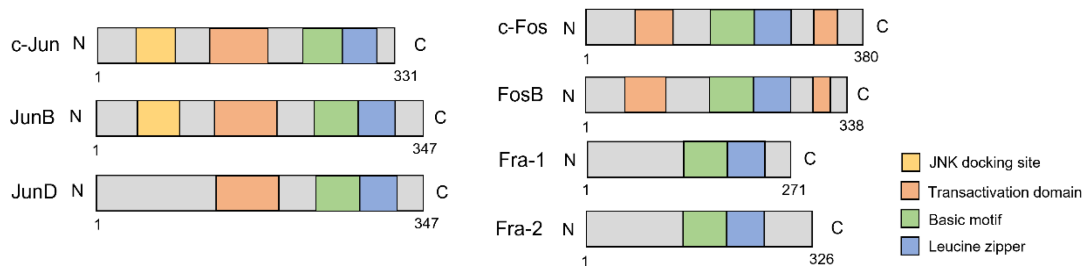 c-Jun N C
1 331
JunB N C
1 347
JunD N C
1 347
c-Fos N C
1 380
FosB N C
1 338
Fra-1 N C
1 271
Fra-2 N C
1 326
JNK docking site
Transactivation domain
Basic motif
Leucine zipper